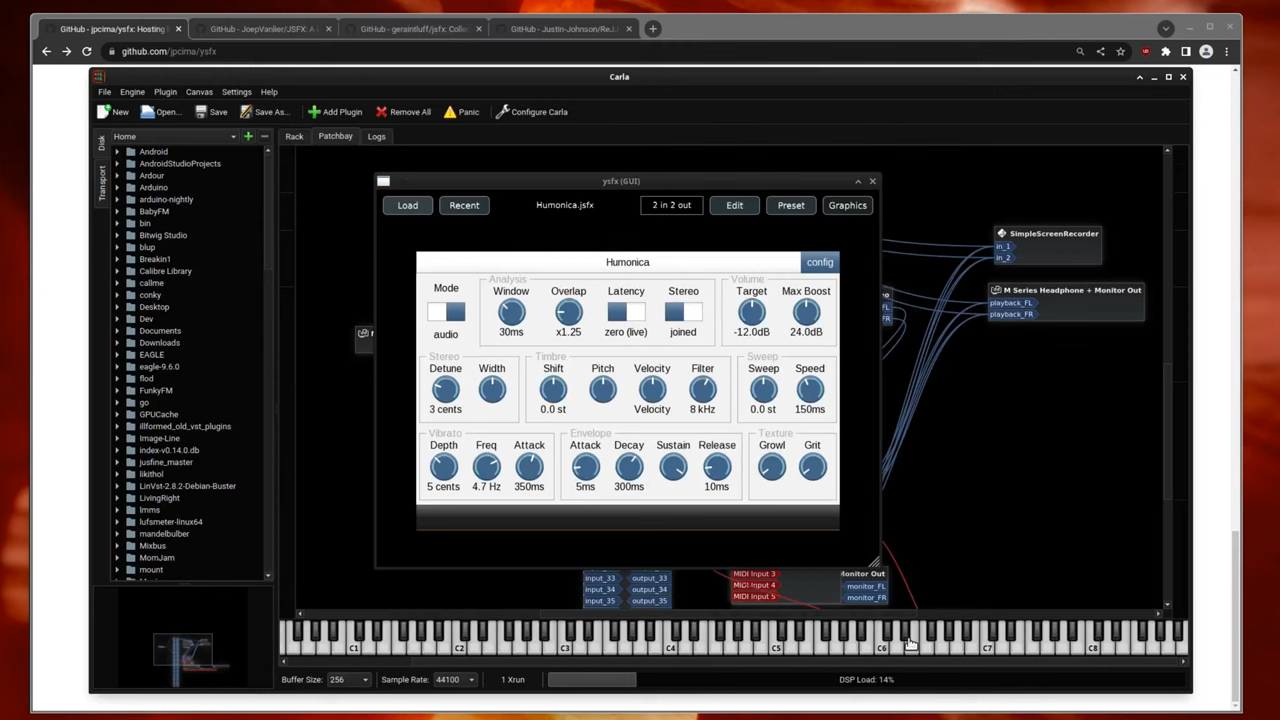 GitHub - jpcima/ysfx: Hosting
GitHub - JoepVanlier/JSFX: A
GitHub - geraintluff/jsfx: Colle
GitHub - Justin-Johnson/ReJ
github.com/jpcima/ysfx
Carla
File Engine Plugin Canvas Settings Help
New Open... Save Save As... Add Plugin Remove All Panic Configure Carla
Disk
Transport
Home
Rack Patchbay Logs
Android
AndroidStudioProjects
Ardour
Arduino
arduino-nightly
BabyFM
bin
Bitwig Studio
blup
Breakin1
Calibre Library
callme
conky
Desktop
Dev
Documents
Downloads
EAGLE
eagle-9.6.0
flod
FunkyFM
go
GPUCache
illformed_old_vst_plugins
Image-Line
index-v0.14.0.db
jusfine_master
likithol
LinVst-2.8.2-Debian-Buster
LivingRight
lmms
lufsmeter-linux64
mandelbulber
Mixbus
MomJam
mount
ysfx (GUI)
Load Recent Humonica.jsfx 2 in 2 out Edit Preset Graphics
Humonica config
Mode
audio
Analysis
Window Overlap Latency Stereo
30ms x1.25 zero (live) joined
Volume
Target Max Boost
-12.0dB 24.0dB
Stereo
Detune Width
3 cents
Timbre
Shift Pitch Velocity Filter
0.0 st Velocity 8 kHz
Sweep
Sweep Speed
0.0 st 150ms
Vibrato
Depth Freq Attack
5 cents 4.7 Hz 350ms
Envelope
Attack Decay Sustain Release
5ms 300ms 10ms
Texture
Growl Grit
SimpleScreenRecorder
in_1
in_2
M Series Headphone + Monitor Out
playback_FL
playback_FR
FR
input_33 output_33
input_34 output_34
input_35 output_35
MIDI Input 3
MIDI Input 4
MIDI Input 5
Monitor Out
monitor_FL
monitor_FR
C1 C2 C3 C4 C5 C6 C7 C8
Buffer Size: 256 Sample Rate: 44100 1 Xrun DSP Load: 14%